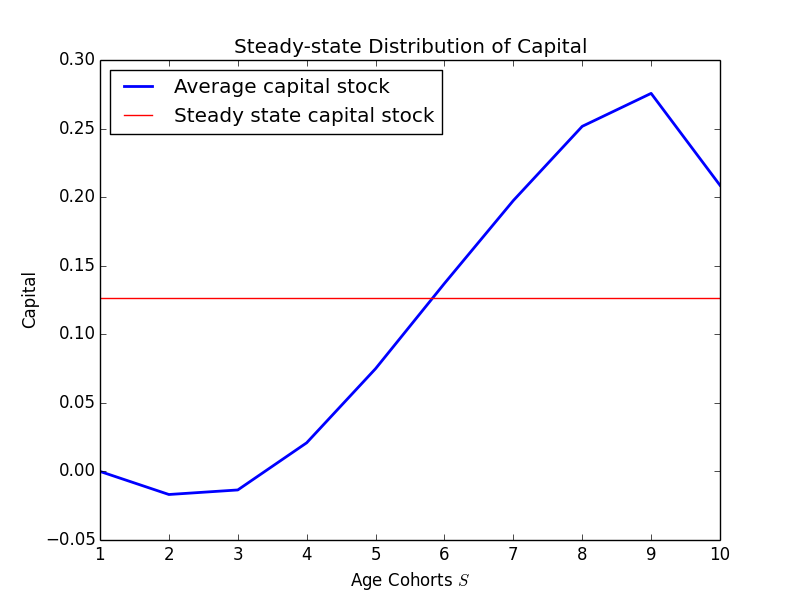 Steady-state Distribution of Capital
Average capital stock
Steady state capital stock
0.30
0.25
0.20
0.15
0.10
0.05
0.00
−0.05
Capital
1 2 3 4 5 6 7 8 9 10
Age Cohorts S